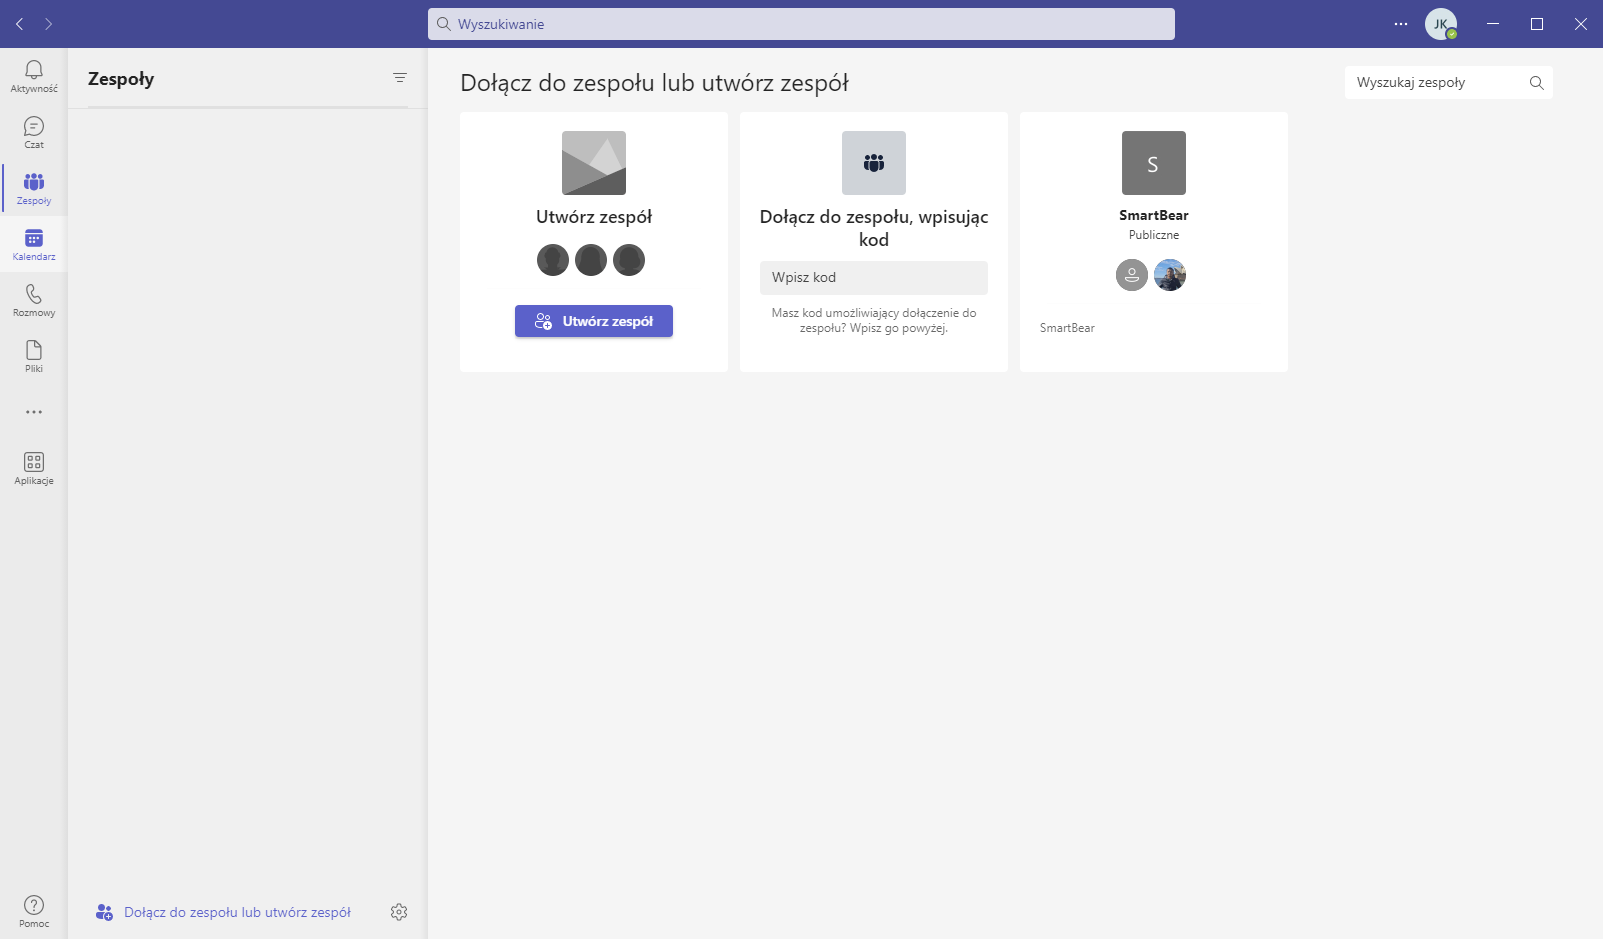 Wyszukiwanie
JK
Aktywność
Czat
Zespoły
Kalendarz
Rozmowy
Pliki
Aplikacje
Pomoc
Zespoły
Dołącz do zespołu lub utwórz zespół
Dołącz do zespołu lub utwórz zespół
Wyszukaj zespoły
Utwórz zespół
Utwórz zespół
Dołącz do zespołu, wpisując
kod
Wpisz kod
Masz kod umożliwiający dołączenie do
zespołu? Wpisz go powyżej.
S
SmartBear
Publiczne
SmartBear